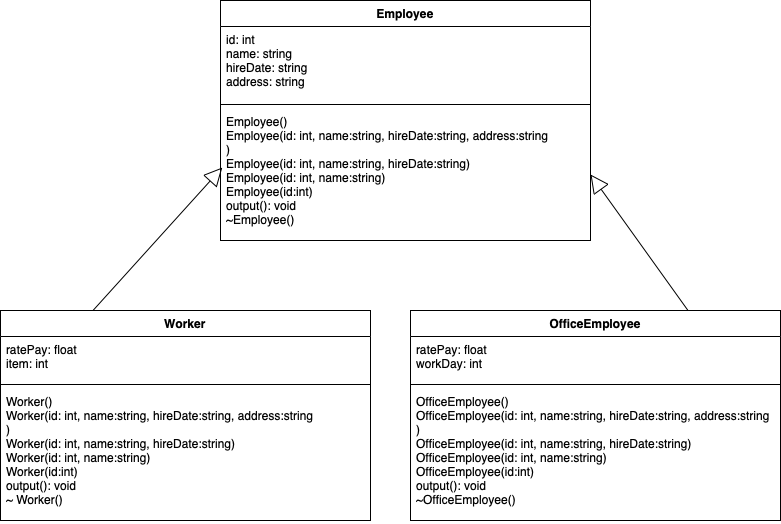 Employee
id: int
name: string
hireDate: string
address: string
Employee()
Employee(id: int, name:string, hireDate:string, address:string
)
Employee(id: int, name:string, hireDate:string)
Employee(id: int, name:string)
Employee(id:int)
output(): void
~Employee()
Worker
ratePay: float
item: int
Worker()
Worker(id: int, name:string, hireDate:string, address:string
)
Worker(id: int, name:string, hireDate:string)
Worker(id: int, name:string)
Worker(id:int)
output(): void
~ Worker()
OfficeEmployee
ratePay: float
workDay: int
OfficeEmployee()
OfficeEmployee(id: int, name:string, hireDate:string, address:string
)
OfficeEmployee(id: int, name:string, hireDate:string)
OfficeEmployee(id: int, name:string)
OfficeEmployee(id:int)
output(): void
~OfficeEmployee()